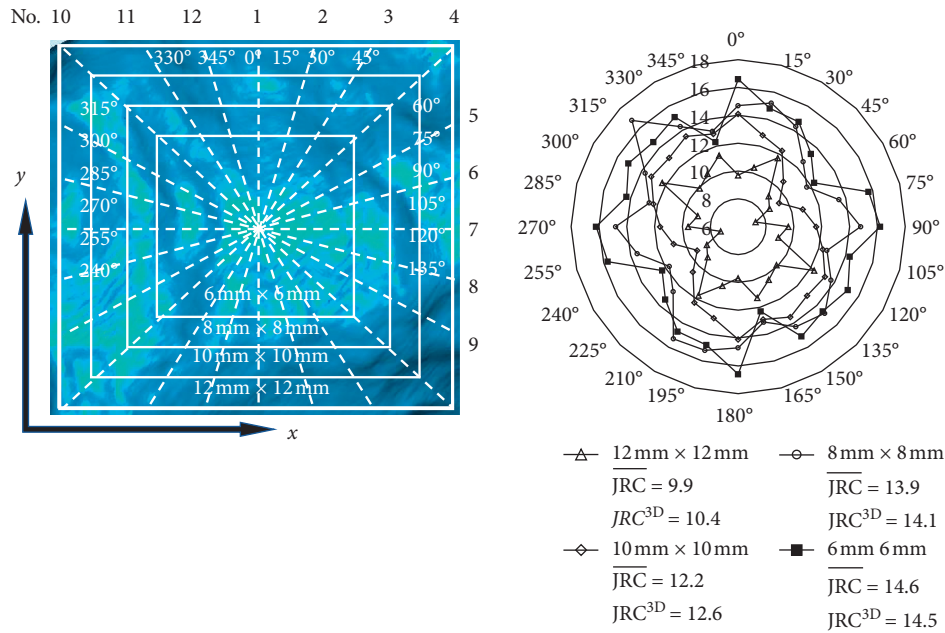 No. 10 11 12 1 2 3 4
330° 345° 0° 15° 30° 45°
315° 60°
300° 75°
285° 90°
270° 105°
255° 120°
240° 135°
5
6
7
8
9
6 mm × 6 mm
8 mm × 8 mm
10 mm × 10 mm
12 mm × 12 mm
y
x
0°
15°
30°
45°
60°
75°
90°
105°
120°
135°
150°
165°
180°
195°
210°
225°
240°
255°
270°
285°
300°
315°
330°
345°
18
16
14
12
10
8
6
12 mm × 12 mm
JRC = 9.9
JRC3D = 10.4
10 mm × 10 mm
JRC = 12.2
JRC3D = 12.6
8 mm × 8 mm
JRC = 13.9
JRC3D = 14.1
6 mm 6 mm
JRC = 14.6
JRC3D = 14.5